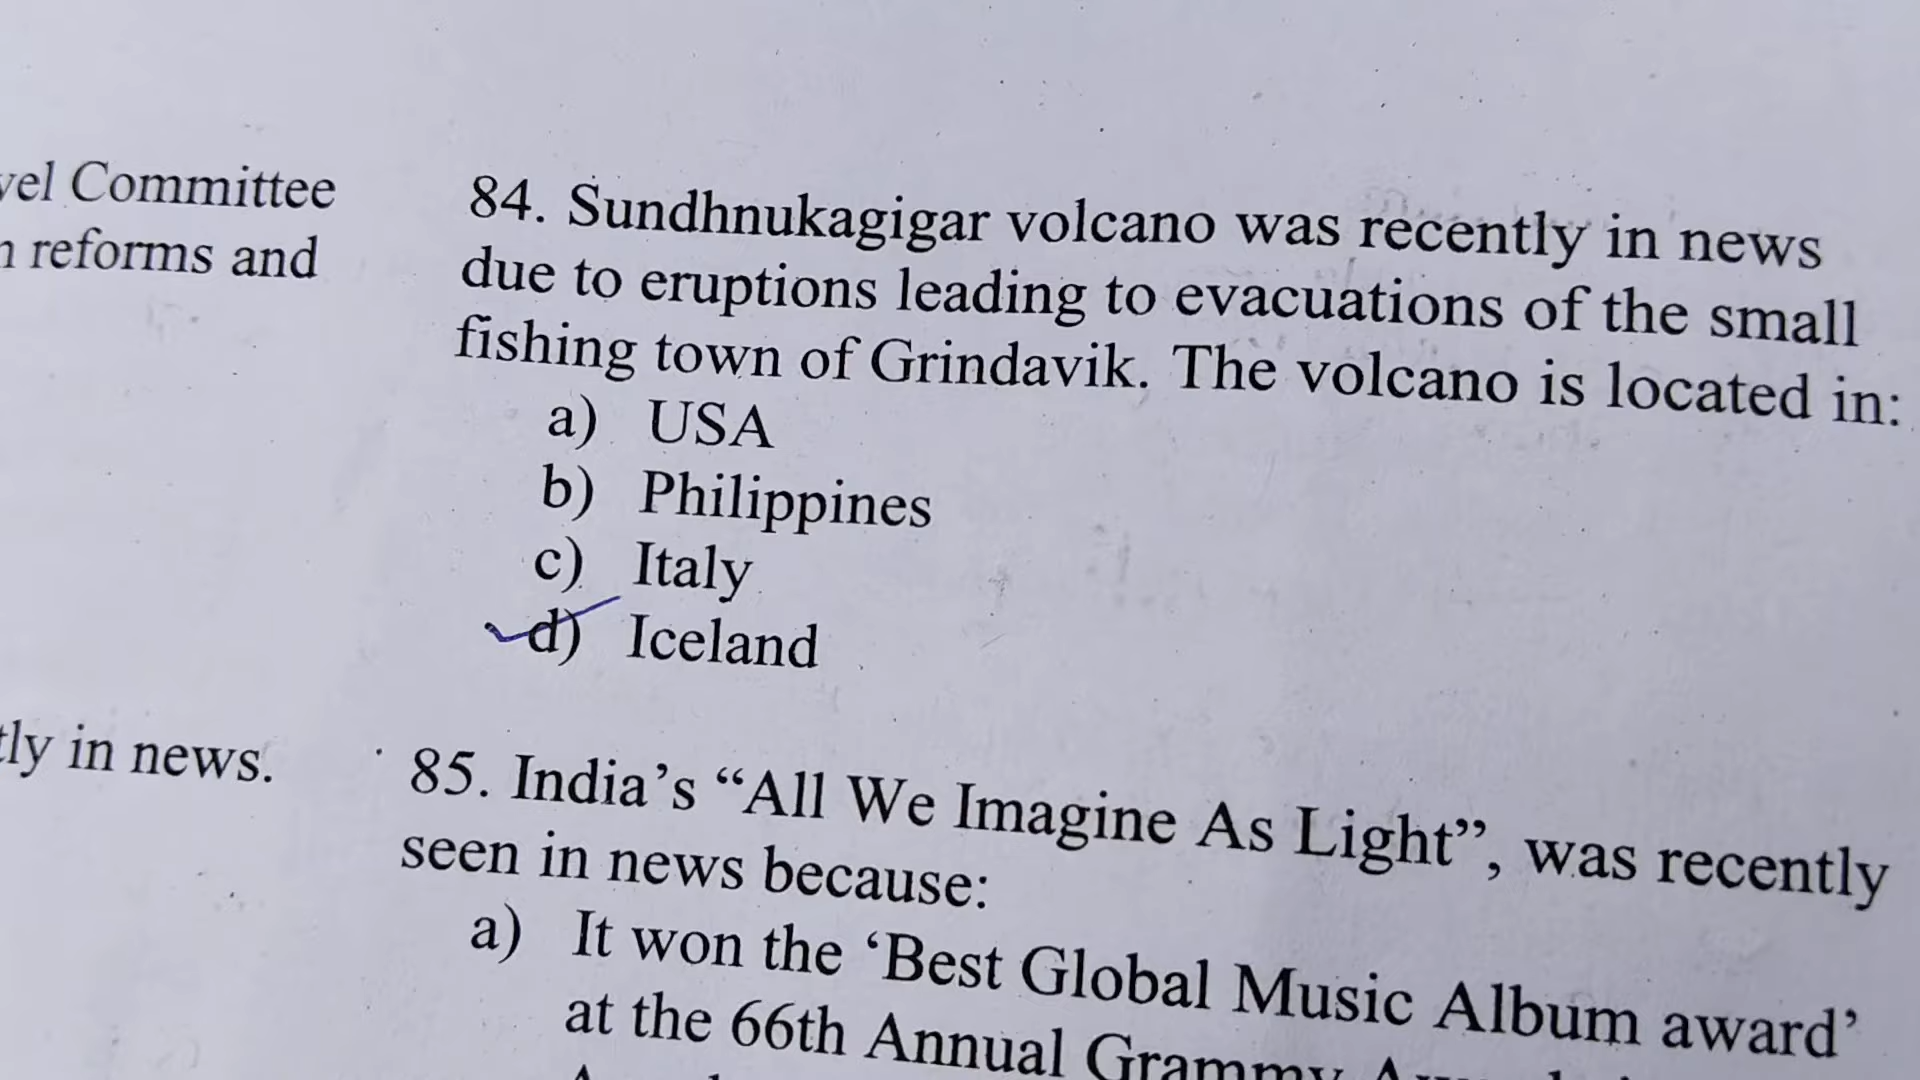 vel Committee
n reforms and
tly in news.
84. Sundhnukagigar volcano was recently in news
due to eruptions leading to evacuations of the small
fishing town of Grindavik. The volcano is located in:
a) USA
b) Philippines
c) Italy
d) Iceland
85. India’s “All We Imagine As Light”, was recently
seen in news because:
a) It won the ‘Best Global Music Album award’
at the 66th Annual Grammy